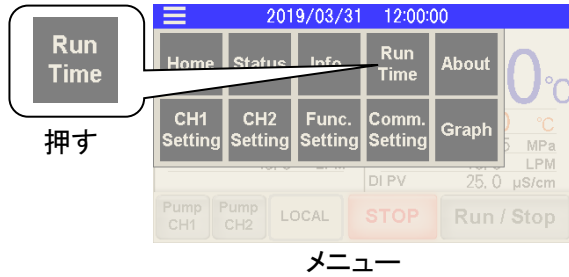 Run
Time
押す
2019/03/31 12:00:00
Home Status Info. Run
Time About
CH1
Setting CH2
Setting Func.
Setting Comm.
Setting Graph
0℃
℃
MPa
LPM
DI PV 25.0 μS/cm
Pump
CH1 Pump
CH2 LOCAL STOP Run / Stop
メニュー